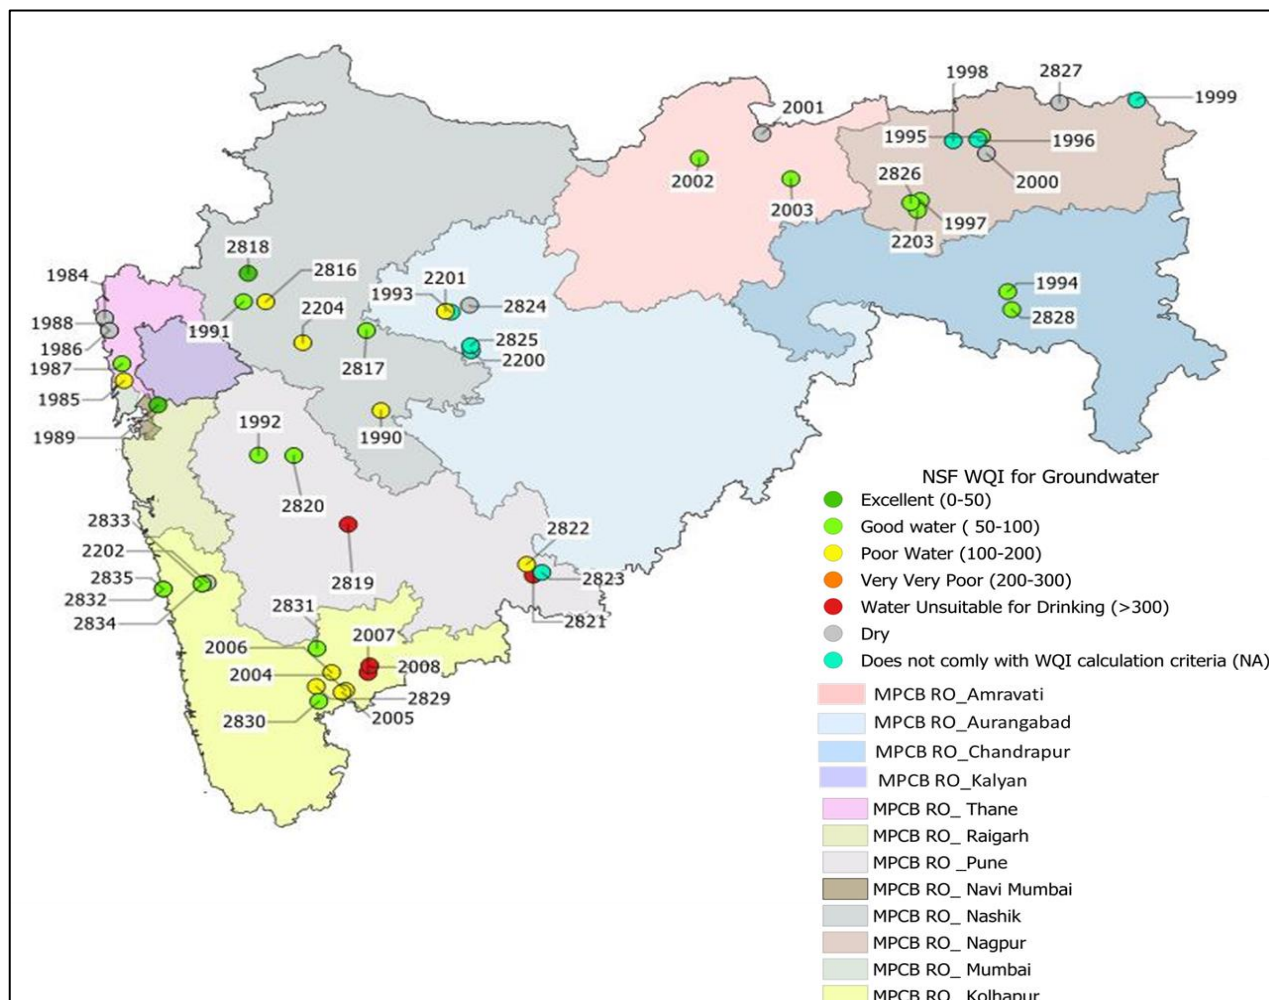 1998
2827
1999
2001
1995
1996
2002
2826
2000
2003
1997
2203
2818
2816
1984
2201
1993
2824
1994
2204
1988
1991
2825
2828
1986
2200
1987
2817
1985
1992
1990
1989
2820
NSF WQI for Groundwater
Excellent (0-50)
Good water ( 50-100)
Poor Water (100-200)
Very Very Poor (200-300)
Water Unsuitable for Drinking (>300)
Dry
Does not comly with WQI calculation criteria (NA)
2833
2822
2202
2835
2819
2823
2832
2831
2834
2821
2007
2006
2008
2004
2829
2830
2005
MPCB RO_Amravati
MPCB RO_Aurangabad
MPCB RO_Chandrapur
MPCB RO_Kalyan
MPCB RO_ Thane
MPCB RO_ Raigarh
MPCB RO _Pune
MPCB RO_ Navi Mumbai
MPCB RO_ Nashik
MPCB RO_ Nagpur
MPCB RO_ Mumbai
MPCB RO_ Kolhapur